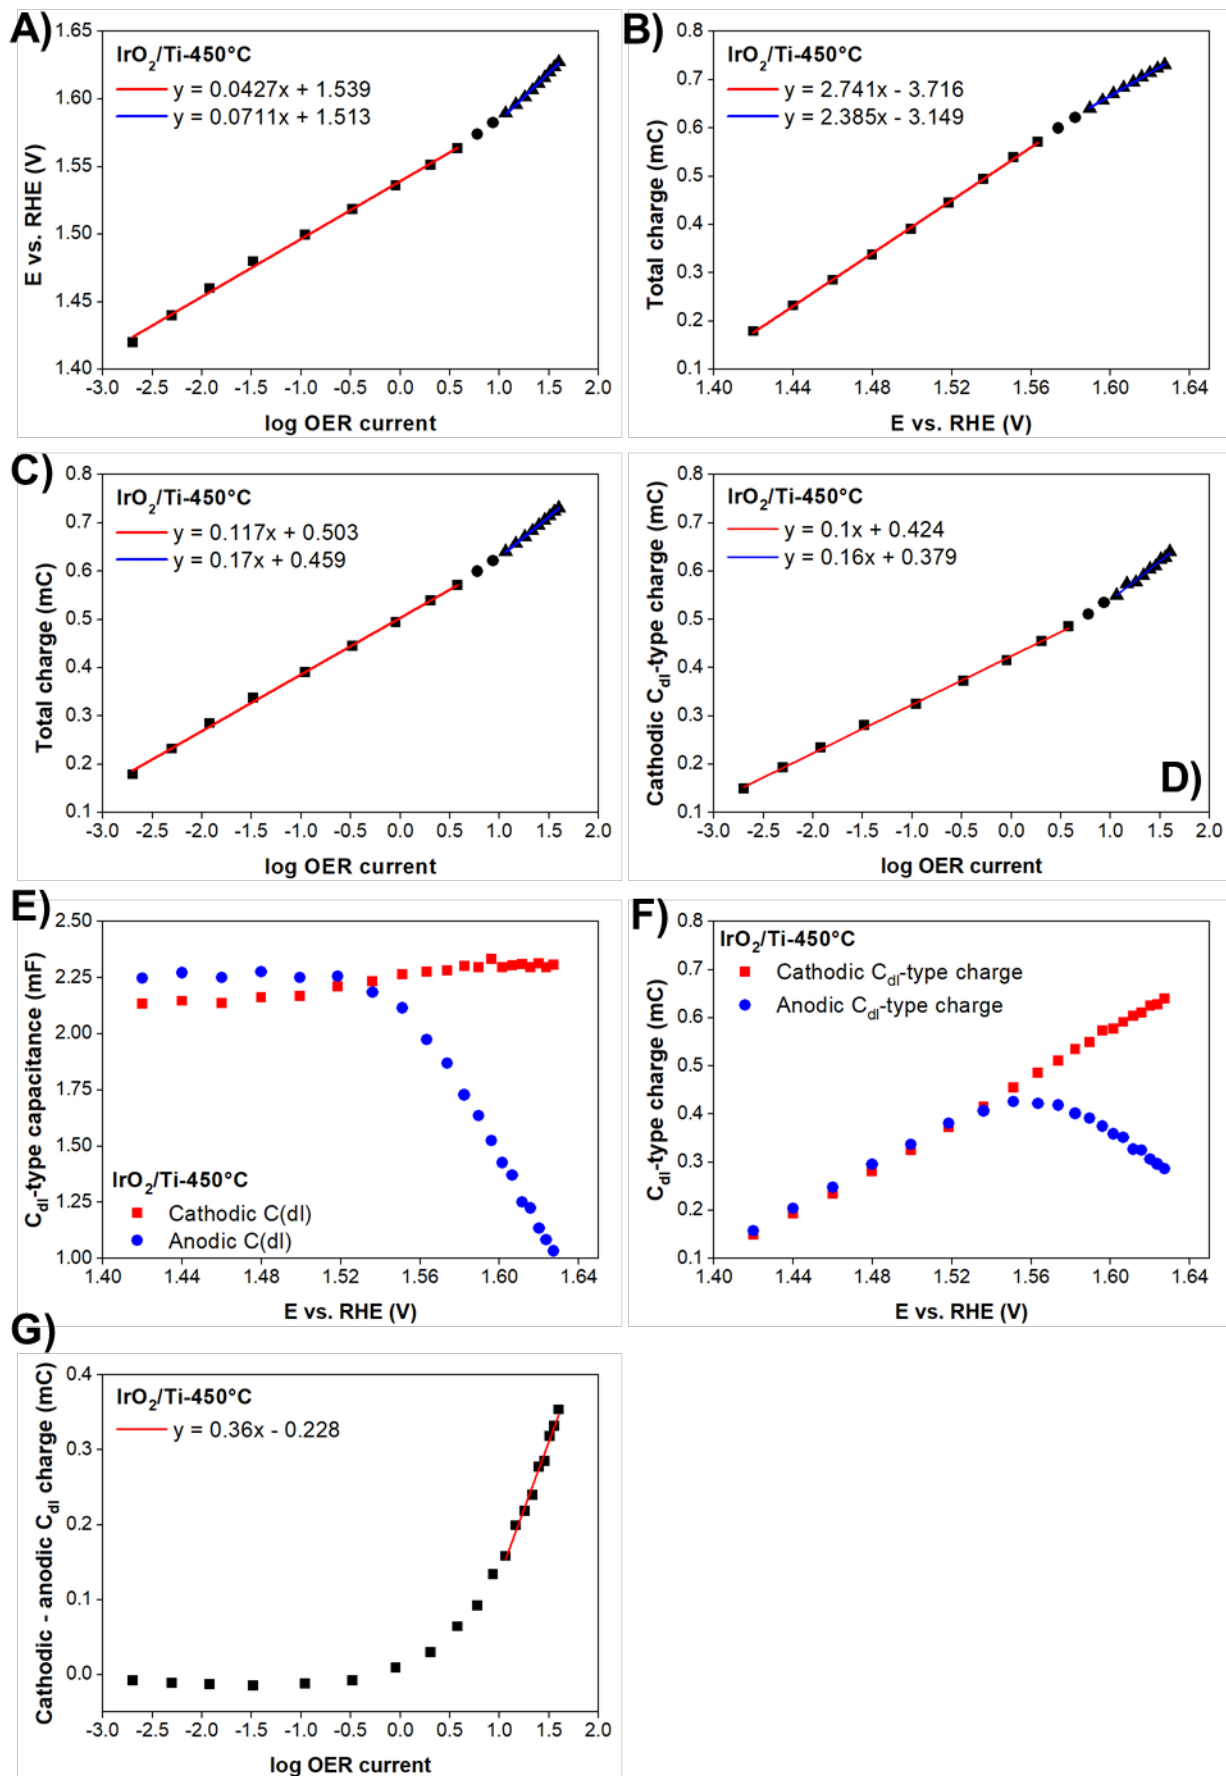 A)
IrO2/Ti-450°C
y = 0.0427x + 1.539
y = 0.0711x + 1.513
E vs. RHE (V)
1.65
1.60
1.55
1.50
1.45
1.40
-3.0 -2.5 -2.0 -1.5 -1.0 -0.5 0.0 0.5 1.0 1.5 2.0
log OER current
B)
IrO2/Ti-450°C
y = 2.741x - 3.716
y = 2.385x - 3.149
Total charge (mC)
0.8
0.7
0.6
0.5
0.4
0.3
0.2
0.1
1.40 1.44 1.48 1.52 1.56 1.60 1.64
E vs. RHE (V)
C)
IrO2/Ti-450°C
y = 0.117x + 0.503
y = 0.17x + 0.459
Total charge (mC)
0.8
0.7
0.6
0.5
0.4
0.3
0.2
0.1
-3.0 -2.5 -2.0 -1.5 -1.0 -0.5 0.0 0.5 1.0 1.5 2.0
log OER current
IrO2/Ti-450°C
y = 0.1x + 0.424
y = 0.16x + 0.379
D)
Cathodic Cdl-type charge (mC)
0.8
0.7
0.6
0.5
0.4
0.3
0.2
0.1
-3.0 -2.5 -2.0 -1.5 -1.0 -0.5 0.0 0.5 1.0 1.5 2.0
log OER current
E)
Cdl-type capacitance (mF)
2.50
2.25
2.00
1.75
1.50
1.25
1.00
IrO2/Ti-450°C
Cathodic C(dl)
Anodic C(dl)
1.40 1.44 1.48 1.52 1.56 1.60 1.64
E vs. RHE (V)
F)
IrO2/Ti-450°C
Cathodic Cdl-type charge
Anodic Cdl-type charge
Cdl-type charge (mC)
0.8
0.7
0.6
0.5
0.4
0.3
0.2
0.1
1.40 1.44 1.48 1.52 1.56 1.60 1.64
E vs. RHE (V)
G)
IrO2/Ti-450°C
y = 0.36x - 0.228
Cathodic - anodic Cdl charge (mC)
0.4
0.3
0.2
0.1
0.0
-3.0 -2.5 -2.0 -1.5 -1.0 -0.5 0.0 0.5 1.0 1.5 2.0
log OER current